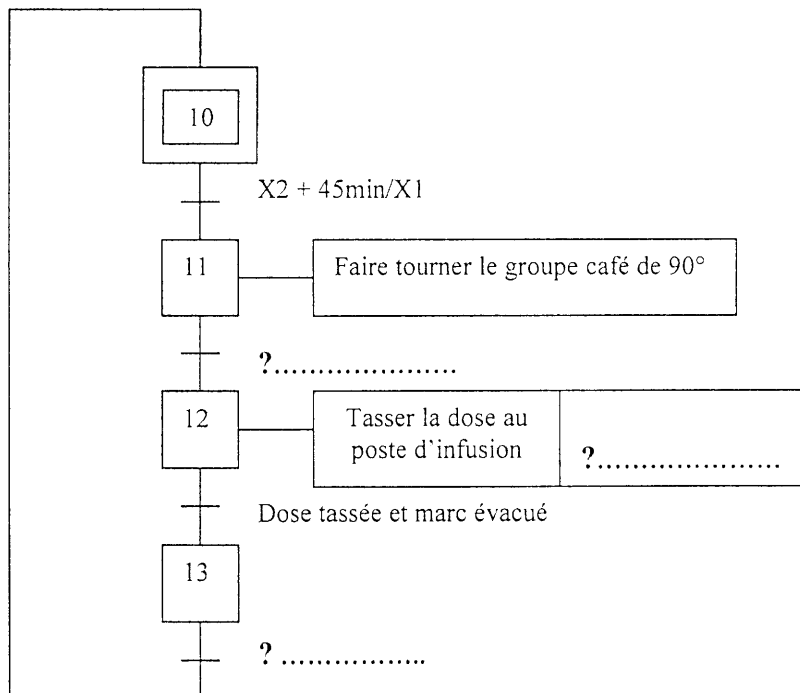 10
X2 + 45min/X1
11
Faire tourner le groupe café de 90°
?.....................
12
Tasser la dose au
poste d'infusion
?.....................
Dose tassée et marc évacué
13
? .................